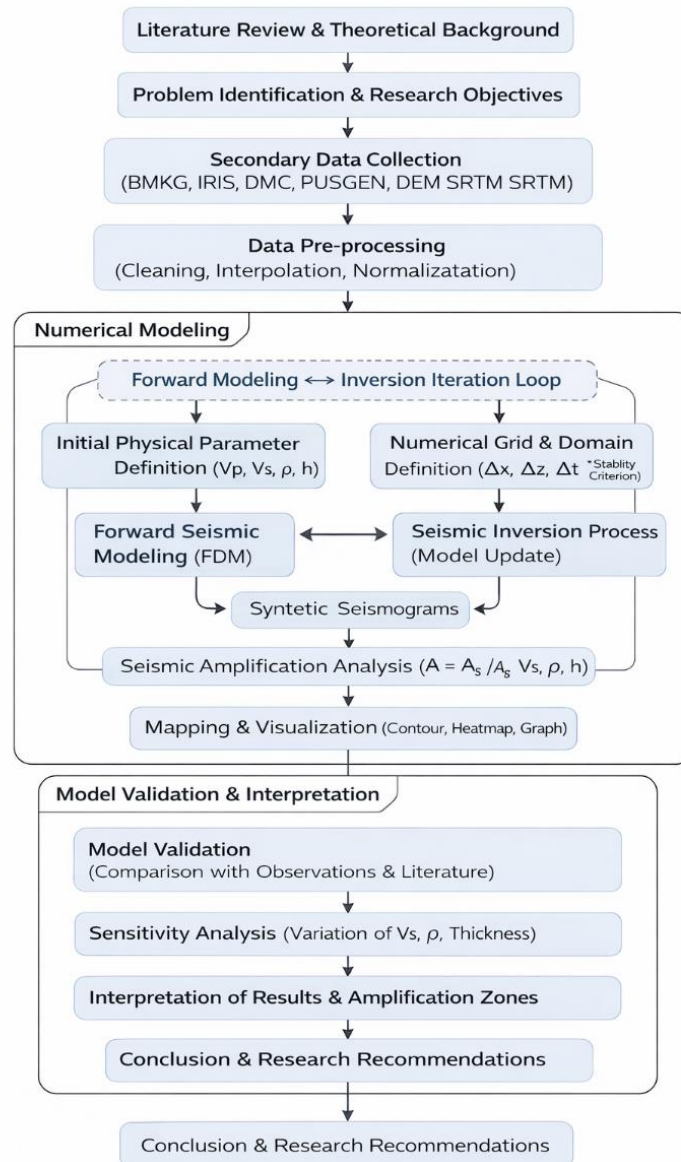 Literature Review & Theoretical Background
Problem Identification & Research Objectives
Secondary Data Collection
(BMKG, IRIS, DMC, PUSGEN, DEM SRTM SRTM)
Data Pre-processing
(Cleaning, Interpolation, Normalizatation)
Numerical Modeling
Forward Modeling ↔ Inversion Iteration Loop
Initial Physical Parameter
Definition (Vp, Vs, ρ, h)
Numerical Grid & Domain
Definition (Δx, Δz, Δt *Stablity
Criterion)
Forward Seismic
Modeling (FDM)
Seismic Inversion Process
(Model Update)
Syntetic Seismograms
Seismic Amplification Analysis (A = Aₛ /Aₛ Vs, ρ, h)
Mapping & Visualization (Contour, Heatmap, Graph)
Model Validation & Interpretation
Model Validation
(Comparison with Observations & Literature)
Sensitivity Analysis (Variation of Vs, ρ, Thickness)
Interpretation of Results & Amplification Zones
Conclusion & Research Recommendations
Conclusion & Research Recommendations